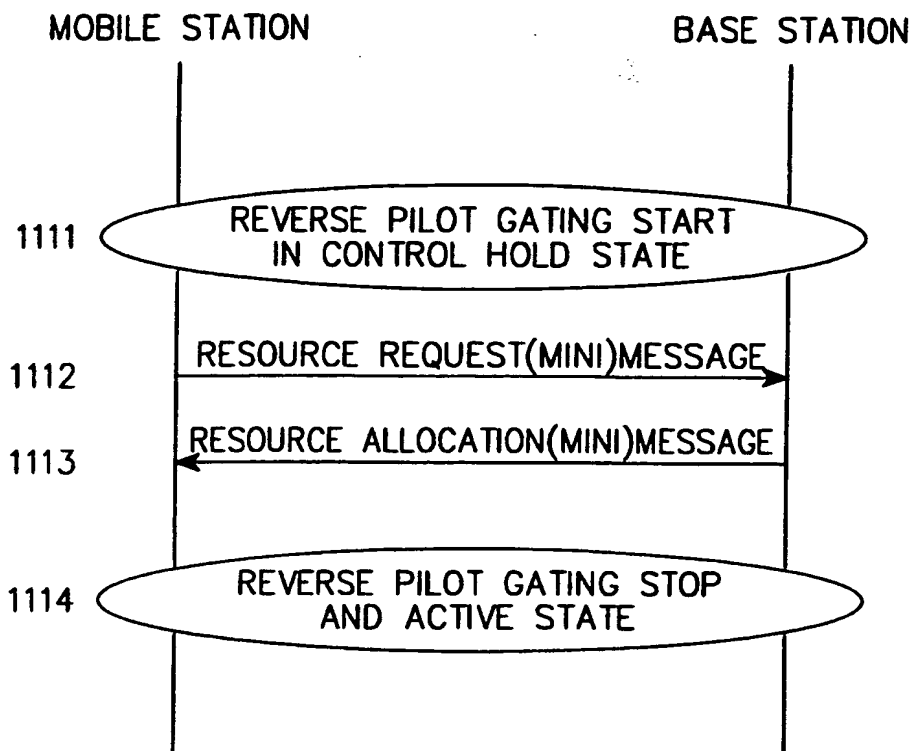 MOBILE STATION
BASE STATION
1111
REVERSE PILOT GATING START
IN CONTROL HOLD STATE
1112
RESOURCE REQUEST(MINI)MESSAGE
1113
RESOURCE ALLOCATION(MINI)MESSAGE
1114
REVERSE PILOT GATING STOP
AND ACTIVE STATE